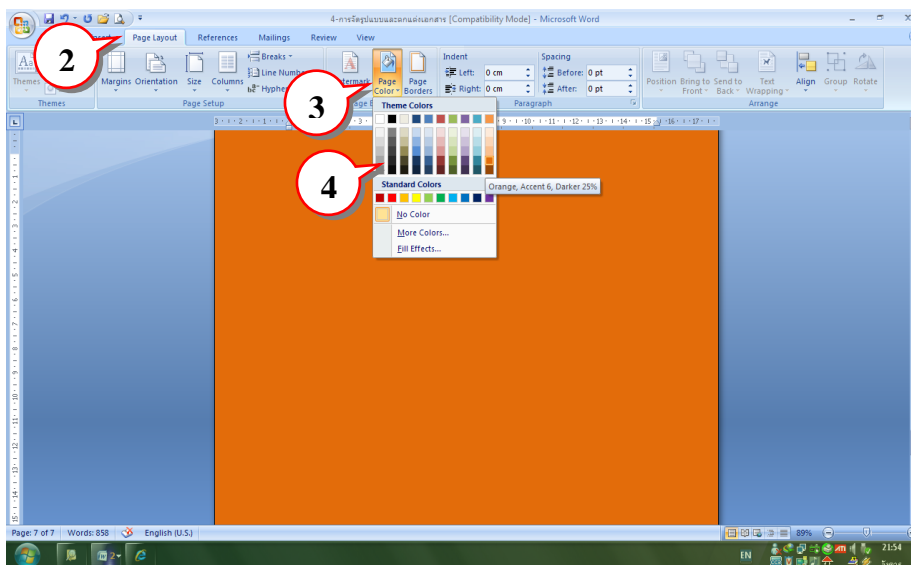 4-การจัดรูปแบบและตกแต่งเอกสาร [Compatibility Mode] - Microsoft Word
2
Page Layout References Mailings Review View
Themes Margins Orientation Size Columns
Breaks
Line Number
Hyphen
Watermark Page Color Page Borders
Indent
Left: 0 cm
Right: 0 cm
Spacing
Before: 0 pt
After: 0 pt
Position Bring to Front Send to Back Text Wrapping Align Group Rotate
Themes Page Setup Page B Paragraph Arrange
3
Theme Colors
4
Orange, Accent 6, Darker 25%
Standard Colors
No Color
More Colors...
Fill Effects...
Page: 7 of 7 Words: 858 English (U.S.) 89%
2 EN 21:54